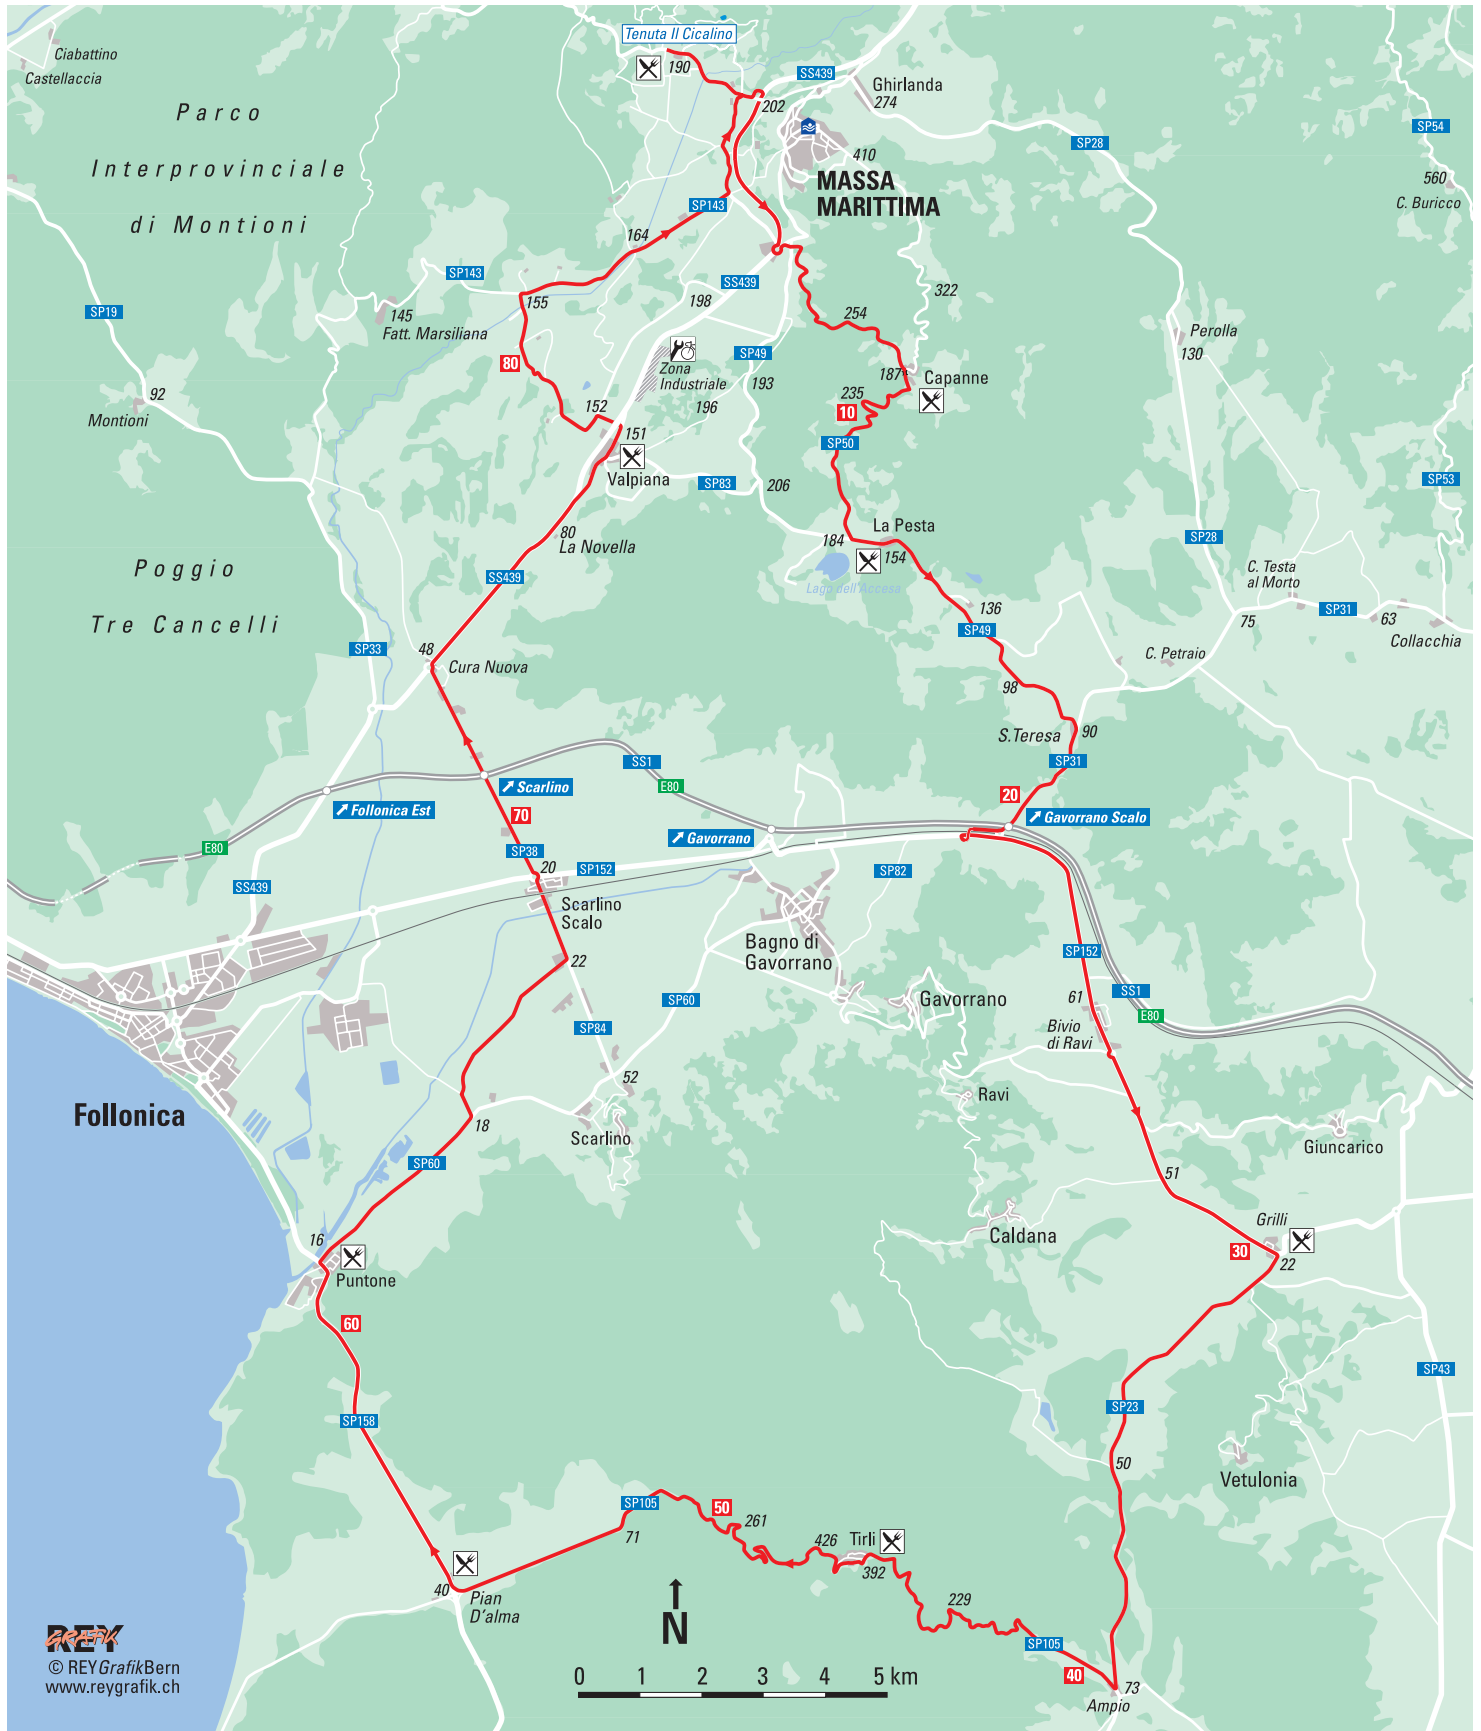 Tenuta Il Cicalino
Ciabattino
Castellaccia
190
SS439
Ghirlanda
274
202
Parco
Interprovinciale
di Montioni
SP28
SP54
410
MASSA
MARITTIMA
560
C. Buricco
SP143
164
SP143
SS439
155
198
322
145
Fatt. Marsiliana
SP19
254
Perolla
130
80
Zona
Industriale
SP49
193
187
Capanne
92
Montioni
152
196
235
10
151
SP50
Valpiana
SP83
206
SP53
80
La Novella
184
La Pesta
154
SP28
Poggio
Tre Cancelli
SS439
Lago dell'Accesa
C. Testa
al Morto
136
SP49
75
SP31
63
Collacchia
SP33
48
Cura Nuova
C. Petraio
98
S.Teresa
90
SP31
SS1
E80
Scarlino
Follonica Est
70
20
Gavorrano Scalo
Gavorrano
E80
SP38
20
SP152
SP82
SS439
Scarlino
Scalo
Bagno di
Gavorrano
SP152
22
SP60
Gavorrano
61
SS1
E80
SP84
Bivio
di Ravi
52
Ravi
Follonica
18
Scarlino
Giuncarico
SP60
51
Caldana
Grilli
16
30
22
Puntone
60
SP43
SP158
SP23
50
Vetulonia
SP105
50
71
261
426
Tirli
392
40
Pian
D'alma
229
N
SP105
40
73
Ampio
REY
GRAFIK
© REYGrafikBern
www.reygrafik.ch
0 1 2 3 4 5 km